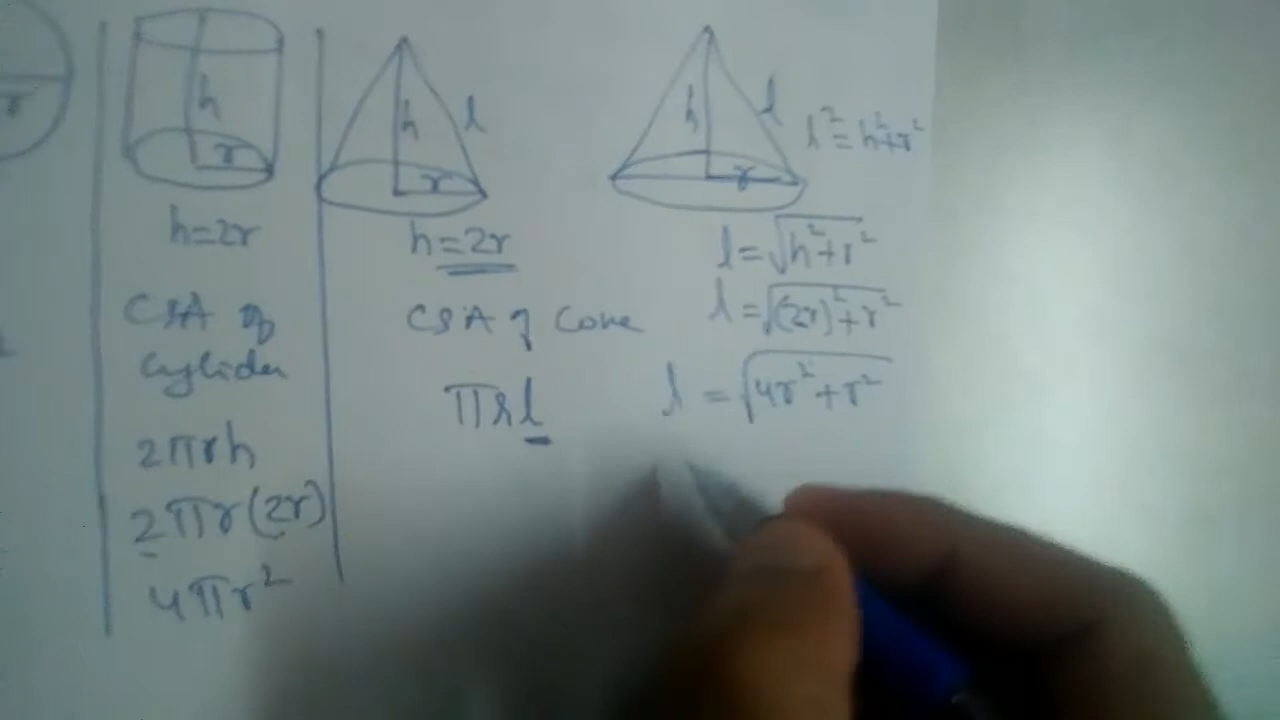 r
h
r
h=2r
CSA of
Cylider
2πrh
2πr(2r)
4πr²
h
l
r
h=2r
CSA of Cone
πrl
h
l
r
l²=h²+r²
l=√h²+r²
l=√(2r)²+r²
l=√4r²+r²